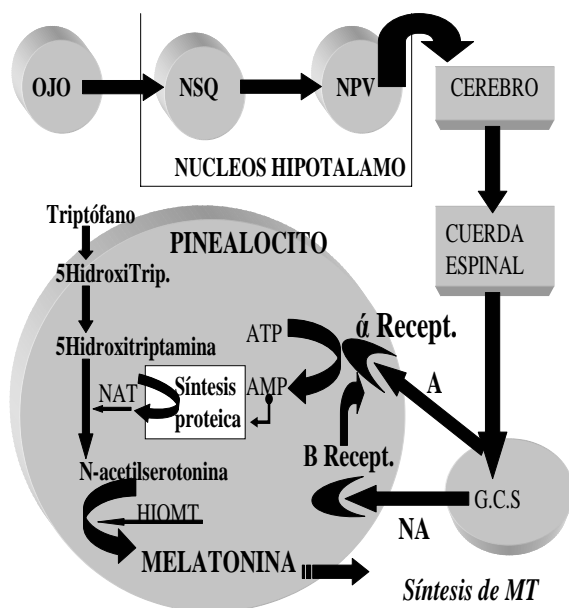 OJO
NSQ
NPV
NUCLEOS HIPOTALAMO
CEREBRO
CUERDA
ESPINAL
Triptófano
PINEALOCITO
5HidroxiTrip.
5Hidroxitriptamina
ATP
ά Recept.
NAT
Síntesis
proteica
AMP
A
B Recept.
N-acetilserotonina
HIOMT
NA
G.C.S
MELATONINA
Síntesis de MT